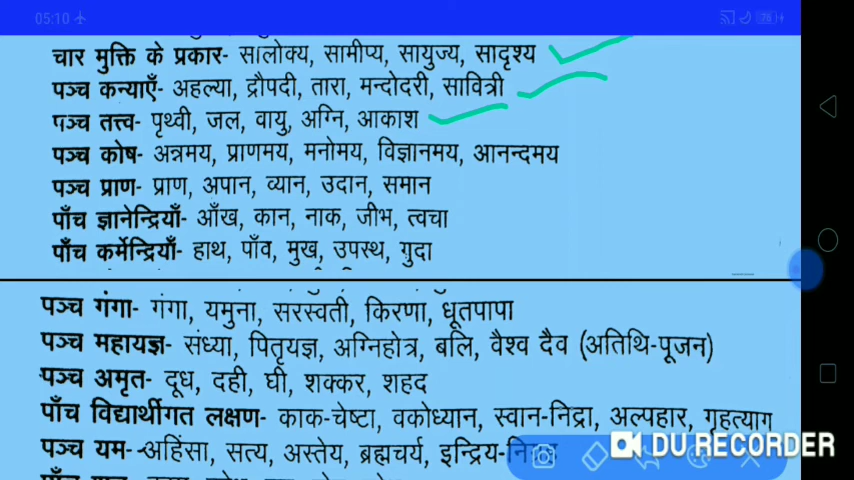 05:10
76
चार मुक्ति के प्रकार- सालोक्य, सामीप्य, सायुज्य, सादृश्य
पञ्च कन्याएँ- अहल्या, द्रौपदी, तारा, मन्दोदरी, सावित्री
पञ्च तत्त्व- पृथ्वी, जल, वायु, अग्नि, आकाश
पञ्च कोष- अन्नमय, प्राणमय, मनोमय, विज्ञानमय, आनन्दमय
पञ्च प्राण- प्राण, अपान, व्यान, उदान, समान
पाँच ज्ञानेन्द्रियाँ- आँख, कान, नाक, जीभ, त्वचा
पाँच कर्मेन्द्रियाँ- हाथ, पाँव, मुख, उपस्थ, गुदा
पञ्च गंगा- गंगा, यमुना, सरस्वती, किरणा, धूतपापा
पञ्च महायज्ञ- संध्या, पितृयज्ञ, अग्निहोत्र, बलि, वैश्व दैव (अतिथि-पूजन)
पञ्च अमृत- दूध, दही, घी, शक्कर, शहद
पाँच विद्यार्थीगत लक्षण- काक-चेष्टा, वकोध्यान, स्वान-निद्रा, अल्पहार, गृहत्याग
पञ्च यम- अहिंसा, सत्य, अस्तेय, ब्रह्मचर्य, इन्द्रिय-
DU RECORDER